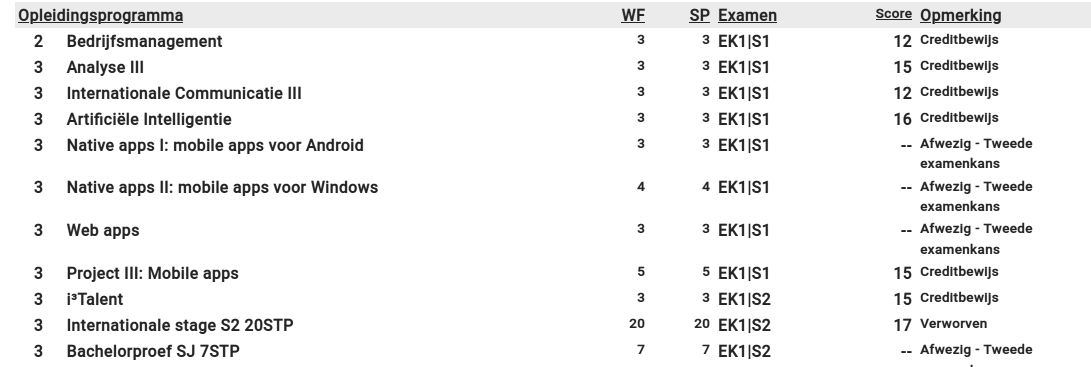 Opleidingsprogramma WF SP Examen Score Opmerking
2 Bedrijfsmanagement 3 3 EK1|S1 12 Creditbewijs
3 Analyse III 3 3 EK1|S1 15 Creditbewijs
3 Internationale Communicatie III 3 3 EK1|S1 12 Creditbewijs
3 Artificiële Intelligentie 3 3 EK1|S1 16 Creditbewijs
3 Native apps I: mobile apps voor Android 3 3 EK1|S1 -- Afwezig - Tweede
examenkans
3 Native apps II: mobile apps voor Windows 4 4 EK1|S1 -- Afwezig - Tweede
examenkans
3 Web apps 3 3 EK1|S1 -- Afwezig - Tweede
examenkans
3 Project III: Mobile apps 5 5 EK1|S1 15 Creditbewijs
3 i³Talent 3 3 EK1|S2 15 Creditbewijs
3 Internationale stage S2 20STP 20 20 EK1|S2 17 Verworven
3 Bachelorproef SJ 7STP 7 7 EK1|S2 -- Afwezig - Tweede